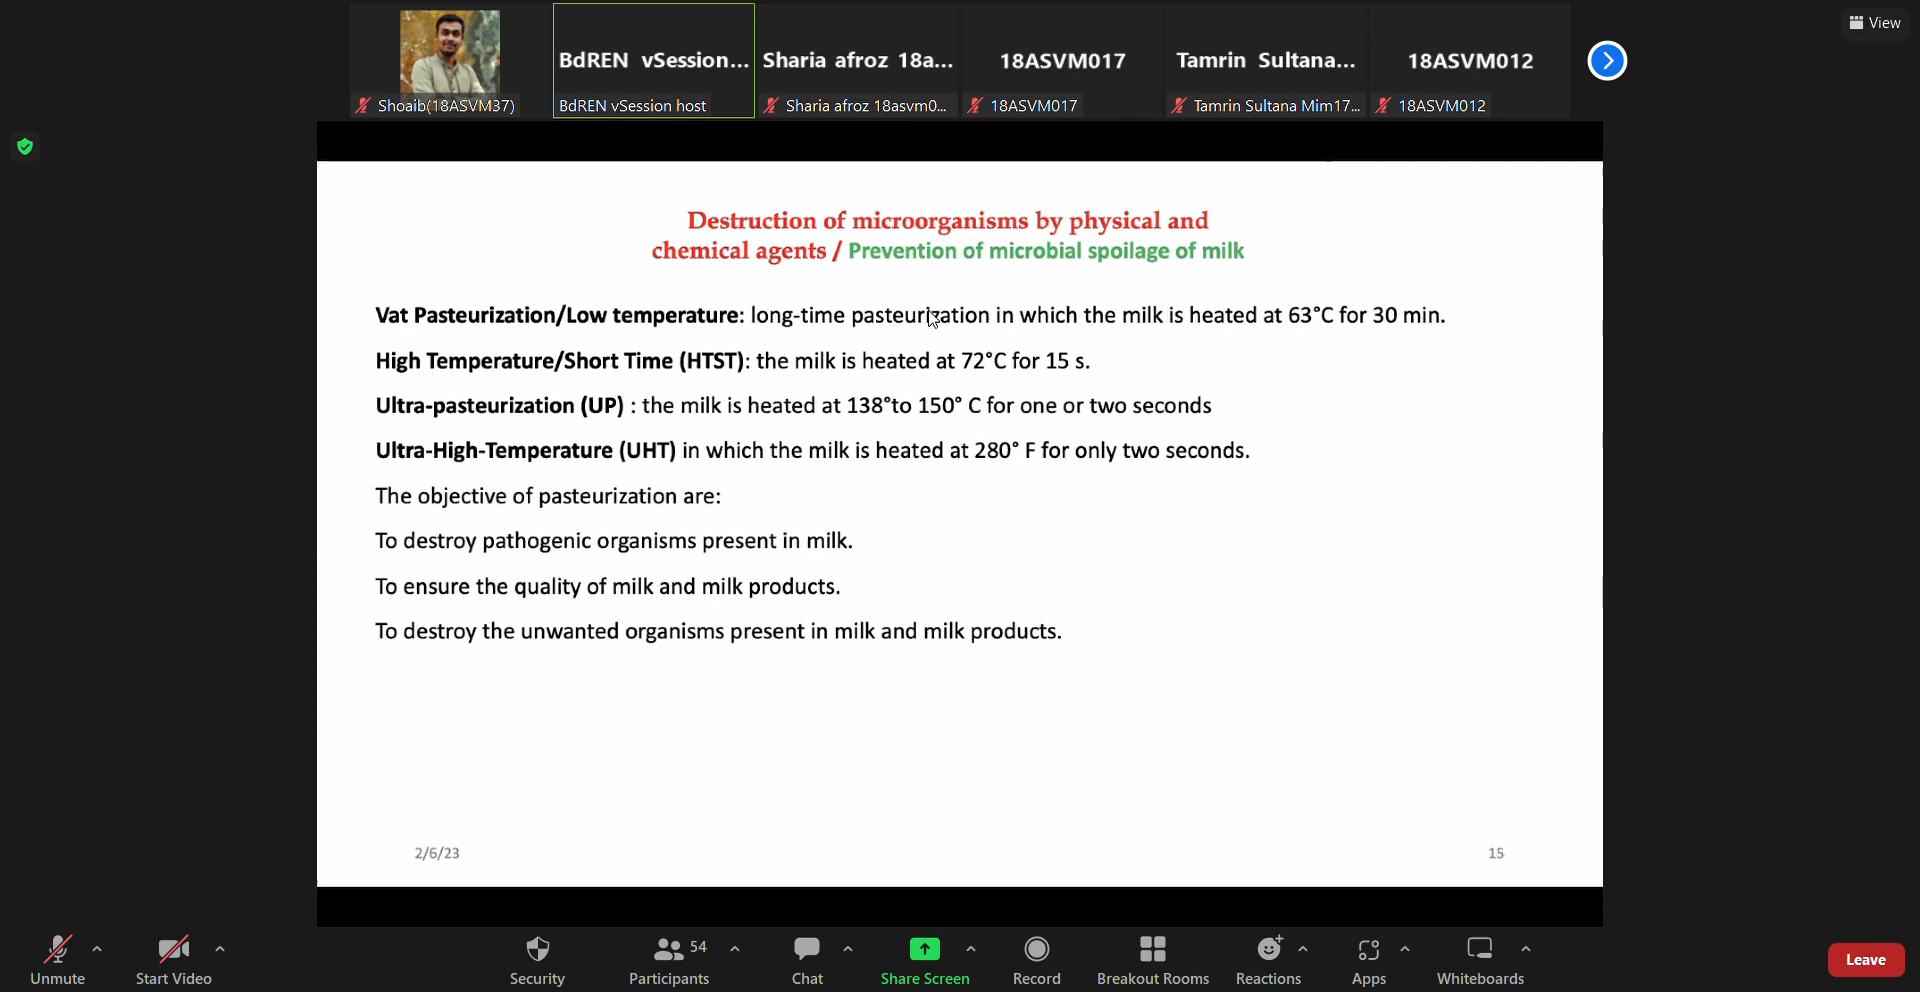 View
BdREN vSession... Sharia afroz 18a... 18ASVM017 Tamrin Sultana... 18ASVM012
Shoaib(18ASVM37) BdREN vSession host Sharia afroz 18asvm0... 18ASVM017 Tamrin Sultana Mim17... 18ASVM012
Destruction of microorganisms by physical and
chemical agents / Prevention of microbial spoilage of milk
Vat Pasteurization/Low temperature: long-time pasteurization in which the milk is heated at 63°C for 30 min.
High Temperature/Short Time (HTST): the milk is heated at 72°C for 15 s.
Ultra-pasteurization (UP) : the milk is heated at 138°to 150° C for one or two seconds
Ultra-High-Temperature (UHT) in which the milk is heated at 280° F for only two seconds.
The objective of pasteurization are:
To destroy pathogenic organisms present in milk.
To ensure the quality of milk and milk products.
To destroy the unwanted organisms present in milk and milk products.
2/6/23 15
54
Unmute Start Video Security Participants Chat Share Screen Record Breakout Rooms Reactions Apps Whiteboards Leave